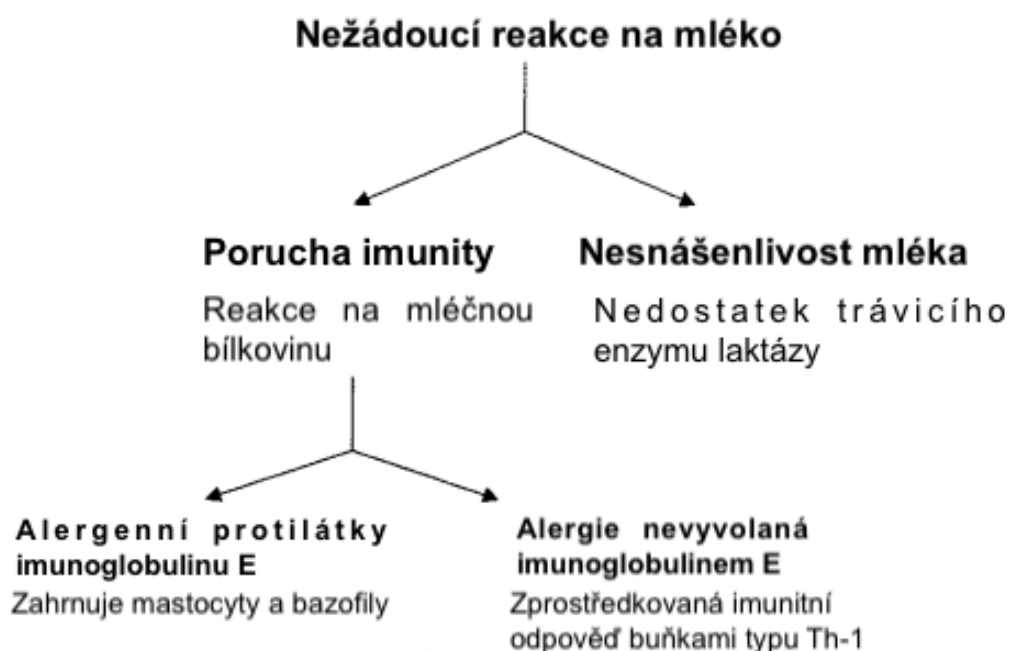 Nežádoucí reakce na mléko
Porucha imunity
Reakce na mléčnou
bílkovinu
Nesnášenlivost mléka
Nedostatek trávicího
enzymu laktázy
Alergenní protilátky
imunoglobulinu E
Zahrnuje mastocyty a bazofily
Alergie nevyvolaná
imunoglobulinem E
Zprostředkovaná imunitní
odpověď buňkami typu Th-1